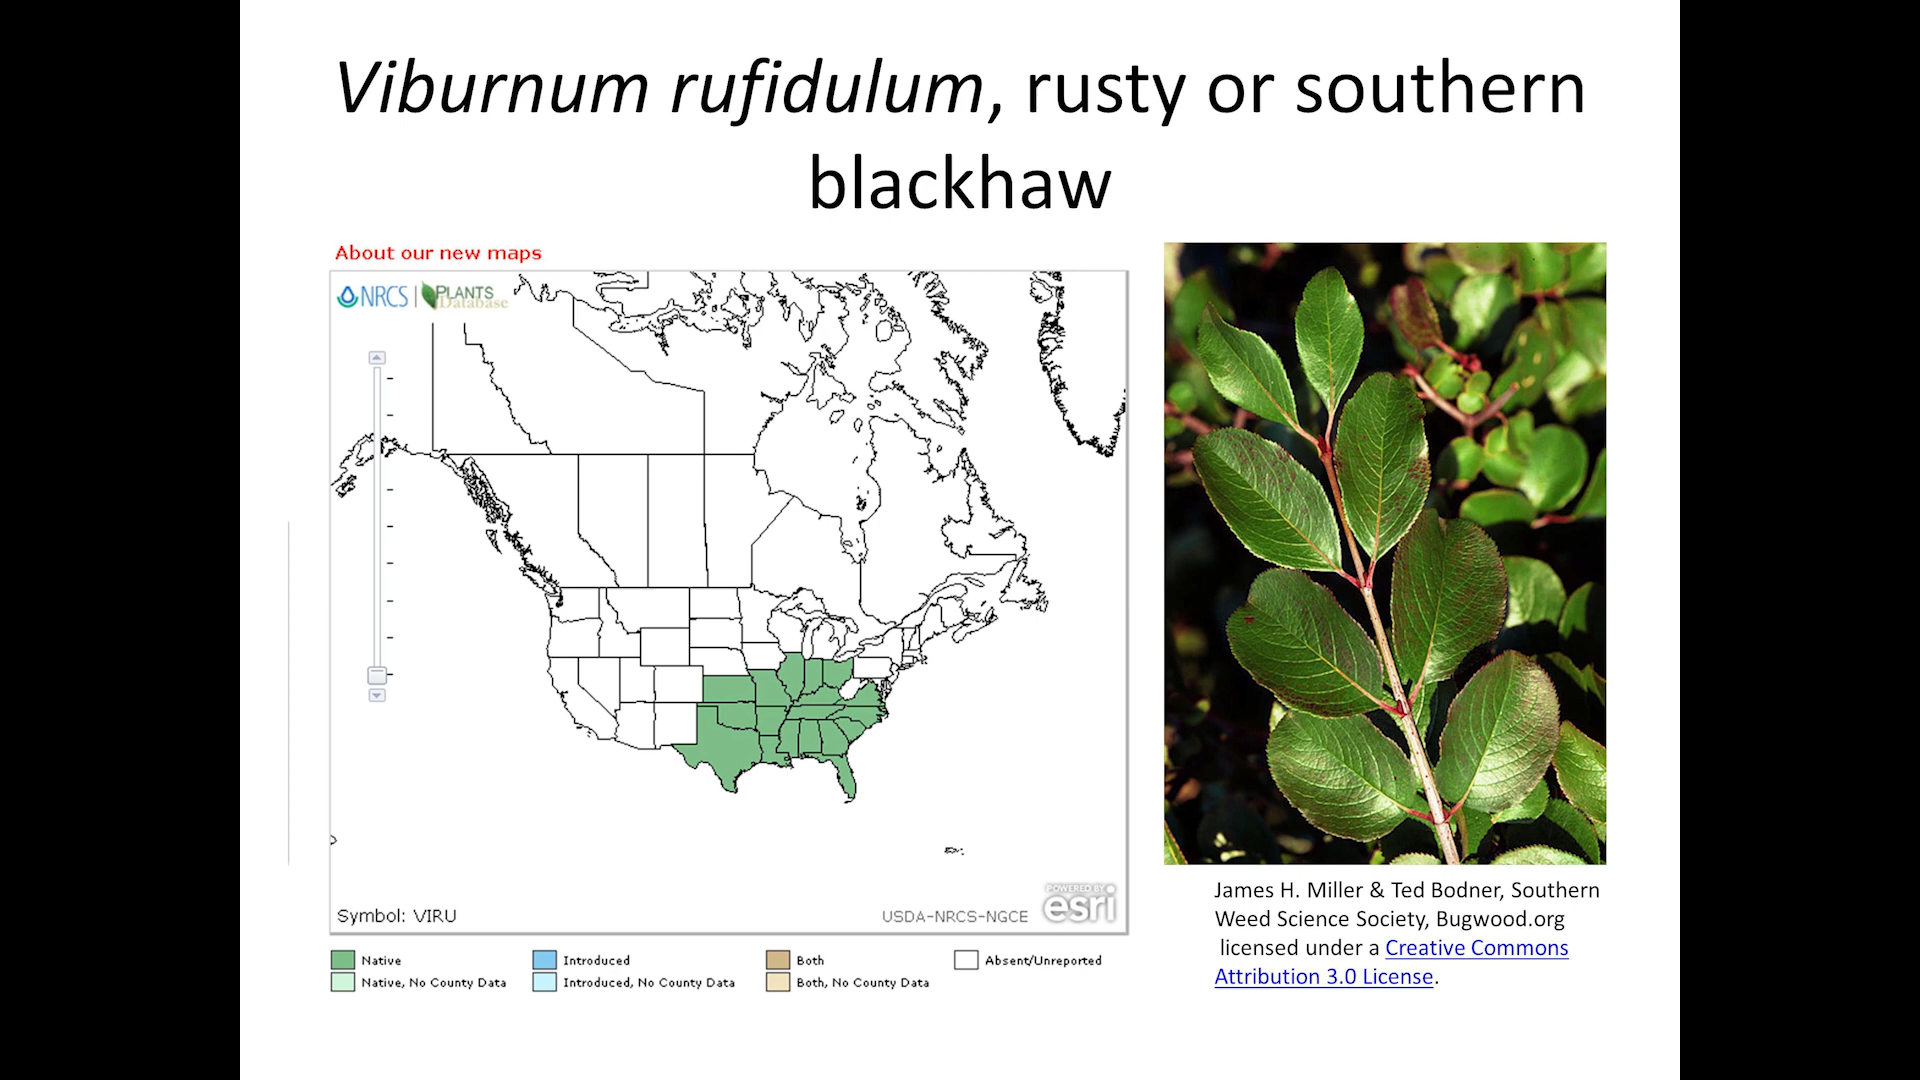 Viburnum rufidulum, rusty or southern
blackhaw
About our new maps
NRCS | PLANTS
Database
Symbol: VIRU
USDA-NRCS-NGCE
POWERED BY
esri
Native
Introduced
Both
Absent/Unreported
Native, No County Data
Introduced, No County Data
Both, No County Data
James H. Miller & Ted Bodner, Southern
Weed Science Society, Bugwood.org
licensed under a Creative Commons
Attribution 3.0 License.